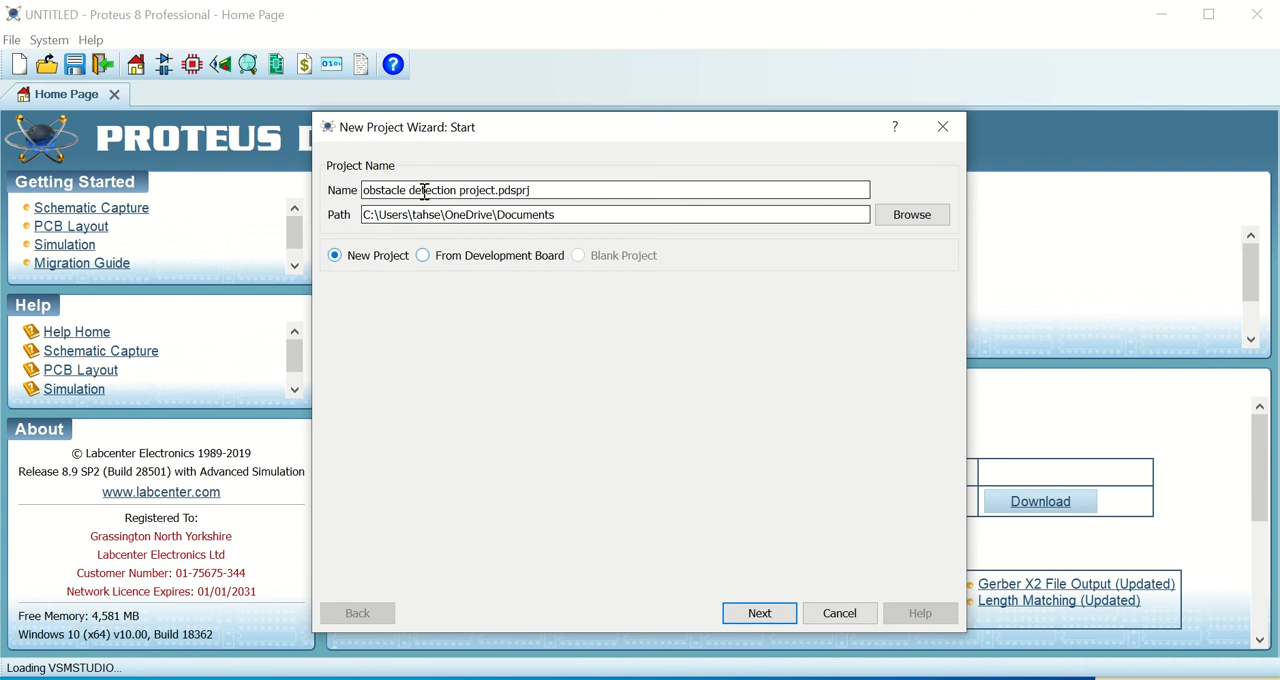 UNTITLED - Proteus 8 Professional - Home Page
File System Help
Home Page
PROTEUS
Getting Started
Schematic Capture
PCB Layout
Simulation
Migration Guide
Help
Help Home
Schematic Capture
PCB Layout
Simulation
About
© Labcenter Electronics 1989-2019
Release 8.9 SP2 (Build 28501) with Advanced Simulation
www.labcenter.com
Registered To:
Grassington North Yorkshire
Labcenter Electronics Ltd
Customer Number: 01-75675-344
Network Licence Expires: 01/01/2031
Free Memory: 4,581 MB
Windows 10 (x64) v10.00, Build 18362
New Project Wizard: Start
Project Name
Name obstacle detection project.pdsprj
Path C:\Users\tahse\OneDrive\Documents Browse
New Project From Development Board Blank Project
Back Next Cancel Help
Download
Gerber X2 File Output (Updated)
Length Matching (Updated)
Loading VSMSTUDIO...